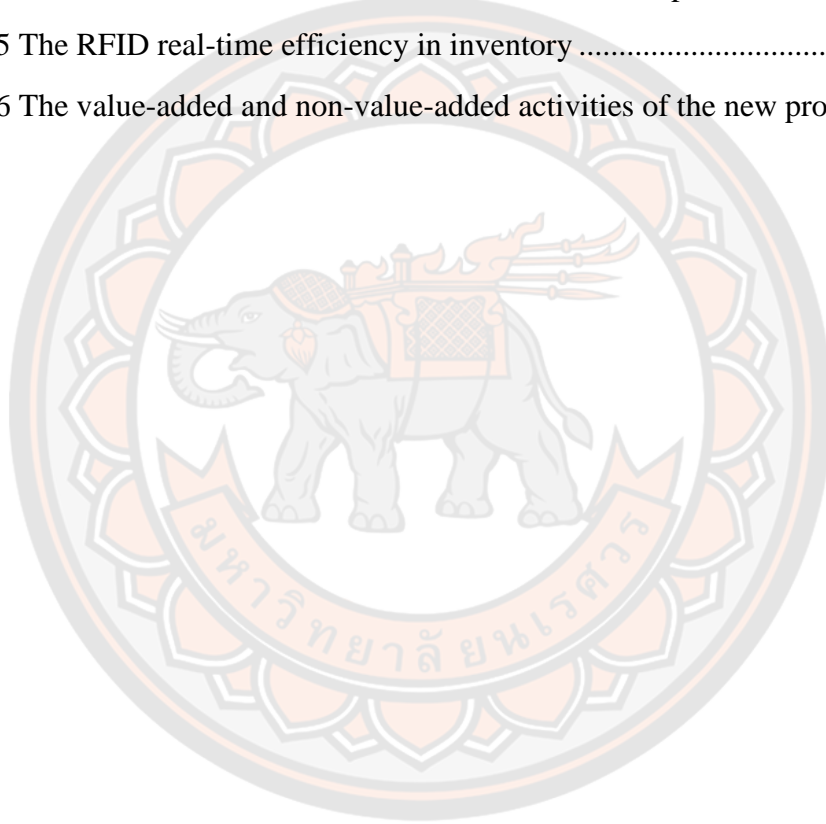 5 The RFID real-time efficiency in inventory ...............................
6 The value-added and non-value-added activities of the new pro
มหาวิทยาลัยนเรศวร